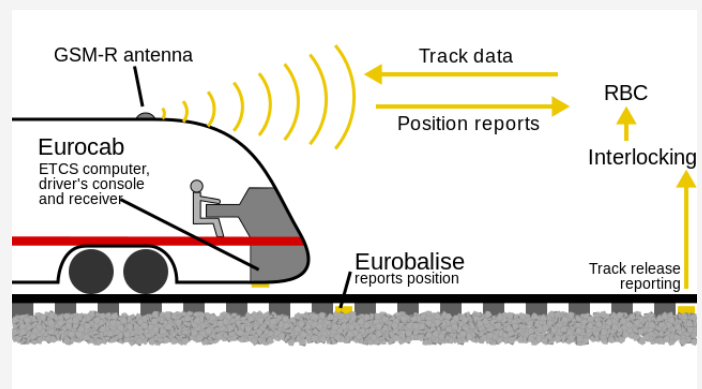 GSM-R antenna
Track data
RBC
Position reports
Eurocab
ETCS computer,
driver's console
and receiver
Interlocking
Eurobalise
reports position
Track release
reporting